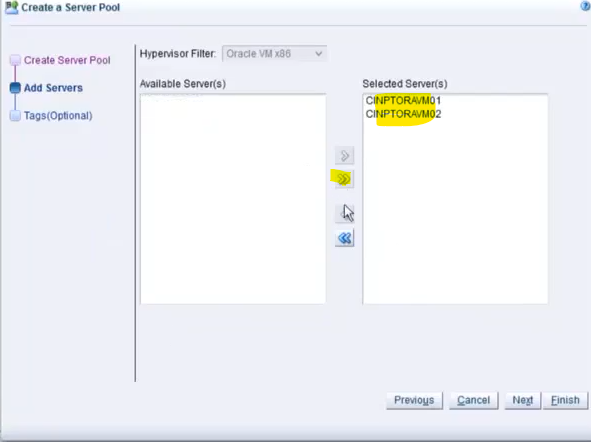 Create a Server Pool
Create Server Pool
Add Servers
Tags(Optional)
Hypervisor Filter: Oracle VM x86
Available Server(s)
Selected Server(s)
CINPTORAVM01
CINPTORAVM02
Previous
Cancel
Next
Finish